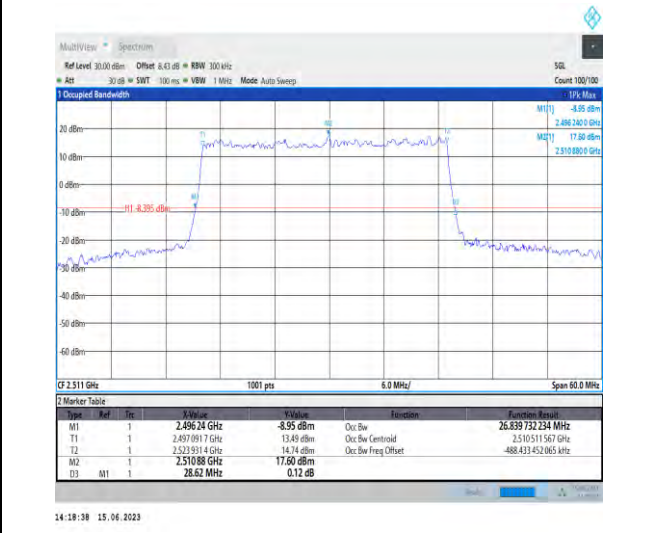 MultiView Spectrum
Ref Level 30.00 dBm Offset 8.43 dB RBW 300 kHz SGL
Att 30 dB SWT 100 ms VBW 1 MHz Mode Auto Sweep Count 100/100
1 Occupied Bandwidth 1Pk Max
M1[1] -8.95 dBm
2.496 240 0 GHz
20 dBm M2[1] 17.60 dBm
2.510 880 0 GHz
10 dBm
0 dBm
M1
-10 dBm H1 -8.395 dBm
-20 dBm
-30 dBm
-40 dBm
-50 dBm
-60 dBm
CF 2.511 GHz 1001 pts 6.0 MHz/ Span 60.0 MHz
2 Marker Table
Type Ref Trc X-Value Y-Value Function Function Result
M1 1 2.496 24 GHz -8.95 dBm Occ Bw 26.839 732 234 MHz
T1 1 2.497 091 7 GHz 13.49 dBm Occ Bw Centroid 2.510 511 567 GHz
T2 1 2.523 931 4 GHz 14.74 dBm Occ Bw Freq Offset -488.433 452 065 kHz
M2 1 2.510 88 GHz 17.60 dBm
D3 M1 1 28.62 MHz 0.12 dB
14:18:38 15.06.2023